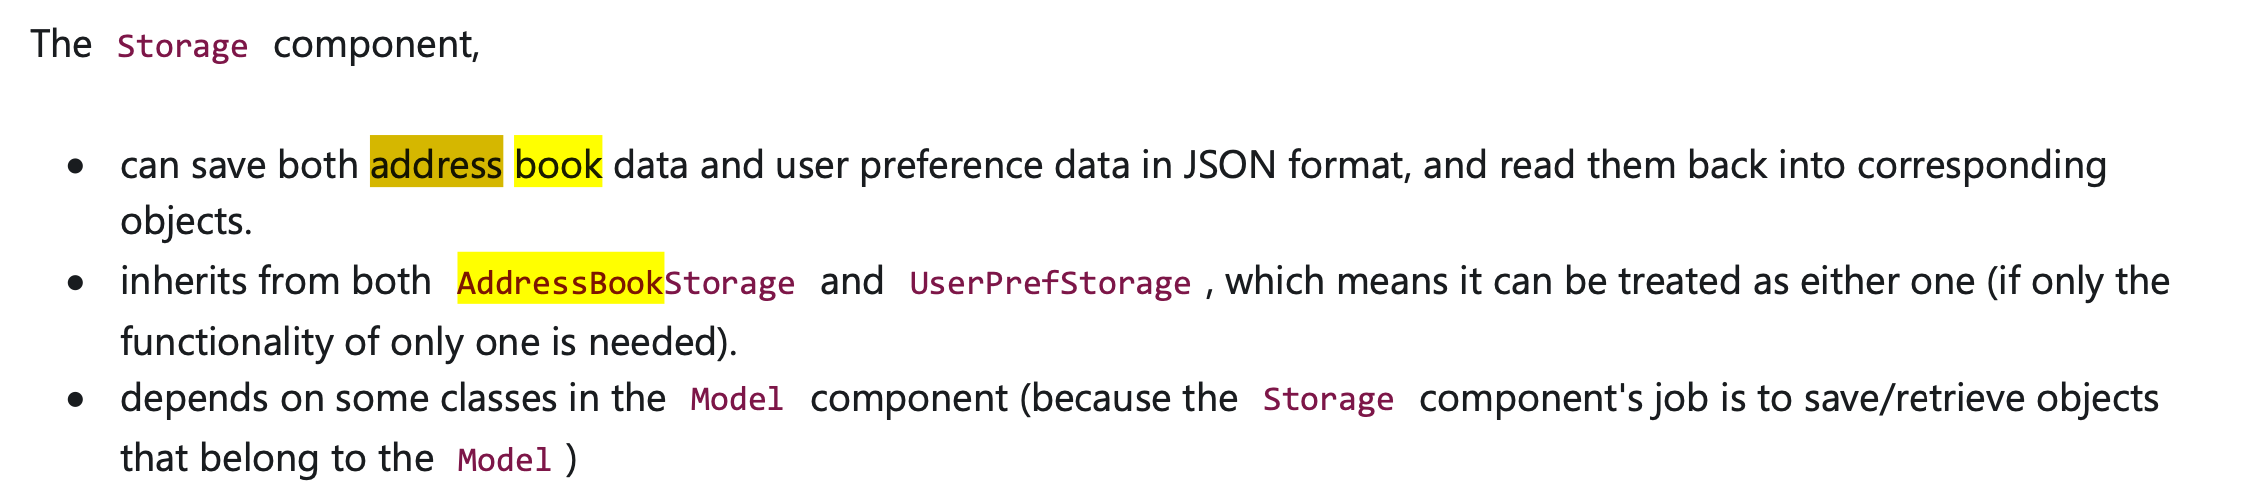 The Storage component,
can save both address book data and user preference data in JSON format, and read them back into corresponding
objects.
inherits from both AddressBookStorage and UserPrefStorage , which means it can be treated as either one (if only the
functionality of only one is needed).
depends on some classes in the Model component (because the Storage component's job is to save/retrieve objects
that belong to the Model )